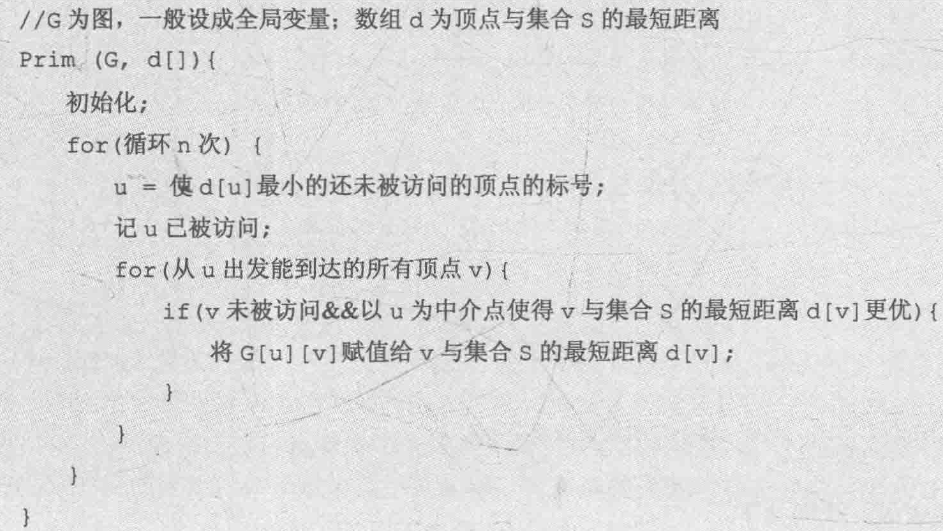 //G 为图，一般设成全局变量；数组 d 为顶点与集合 S 的最短距离
Prim (G, d[]){
初始化;
for(循环 n 次) {
u = 使 d[u]最小的还未被访问的顶点的标号;
记 u 已被访问;
for(从 u 出发能到达的所有顶点 v){
if(v 未被访问&&以 u 为中介点使得 v 与集合 S 的最短距离 d[v]更优){
将 G[u][v]赋值给 v 与集合 S 的最短距离 d[v];
}
}
}
}